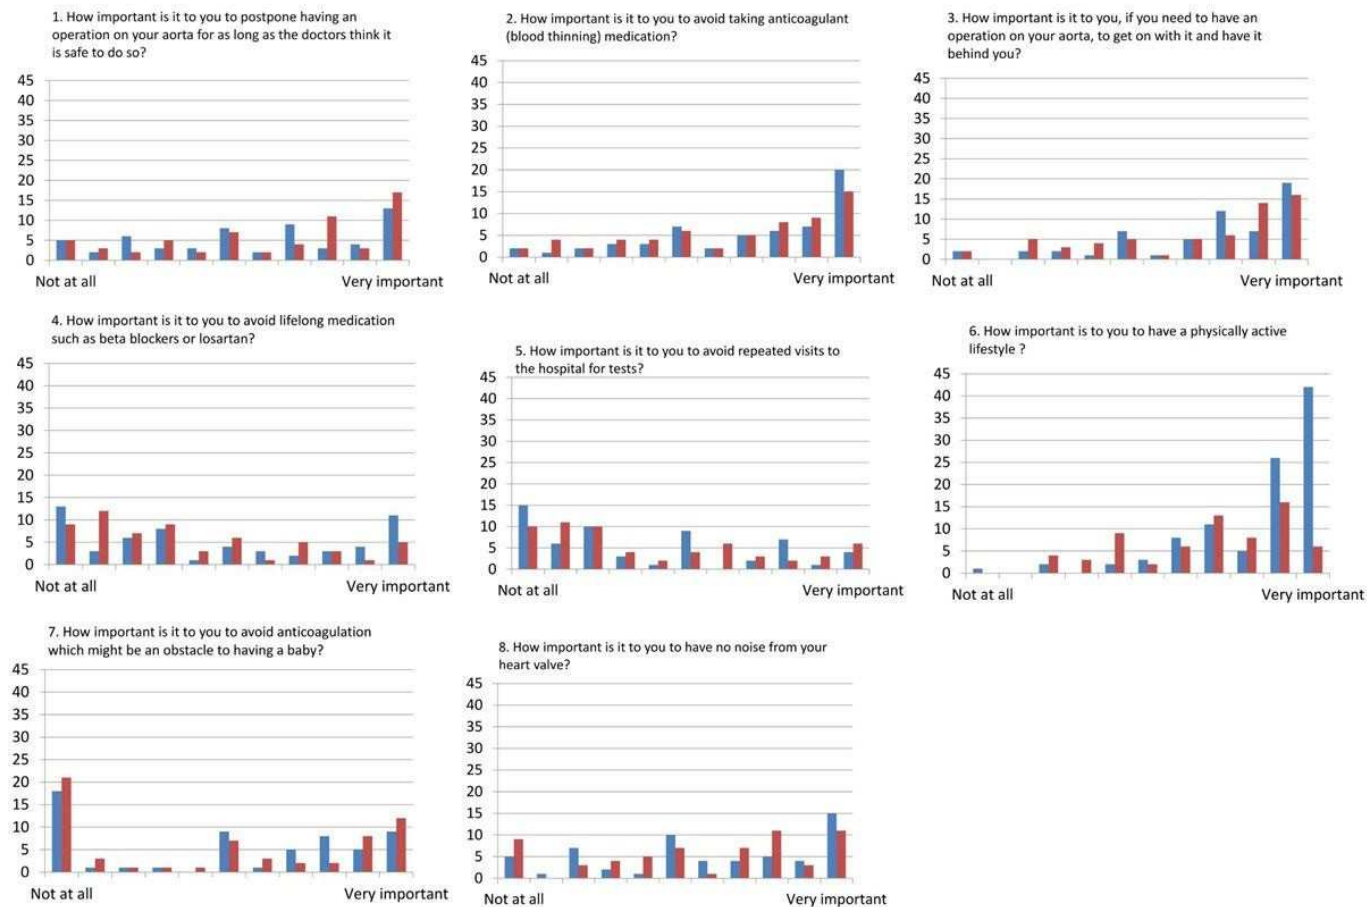 1. How important is it to you to postpone having an
operation on your aorta for as long as the doctors think it
is safe to do so?
45
40
35
30
25
20
15
10
5
0
Not at all
Very important
2. How important is it to you to avoid taking anticoagulant
(blood thinning) medication?
45
40
35
30
25
20
15
10
5
0
Not at all
Very important
3. How important is it to you, if you need to have an
operation on your aorta, to get on with it and have it
behind you?
45
40
35
30
25
20
15
10
5
0
Not at all
Very important
4. How important is it to you to avoid lifelong medication
such as beta blockers or losartan?
45
40
35
30
25
20
15
10
5
0
Not at all
Very important
5. How important is it to you to avoid repeated visits to
the hospital for tests?
45
40
35
30
25
20
15
10
5
0
Not at all
Very important
6. How important is to you to have a physically active
lifestyle ?
45
40
35
30
25
20
15
10
5
0
Not at all
Very important
7. How important is it to you to avoid anticoagulation
which might be an obstacle to having a baby?
45
40
35
30
25
20
15
10
5
0
Not at all
Very important
8. How important is it to you to have no noise from your
heart valve?
45
40
35
30
25
20
15
10
5
0
Not at all
Very important